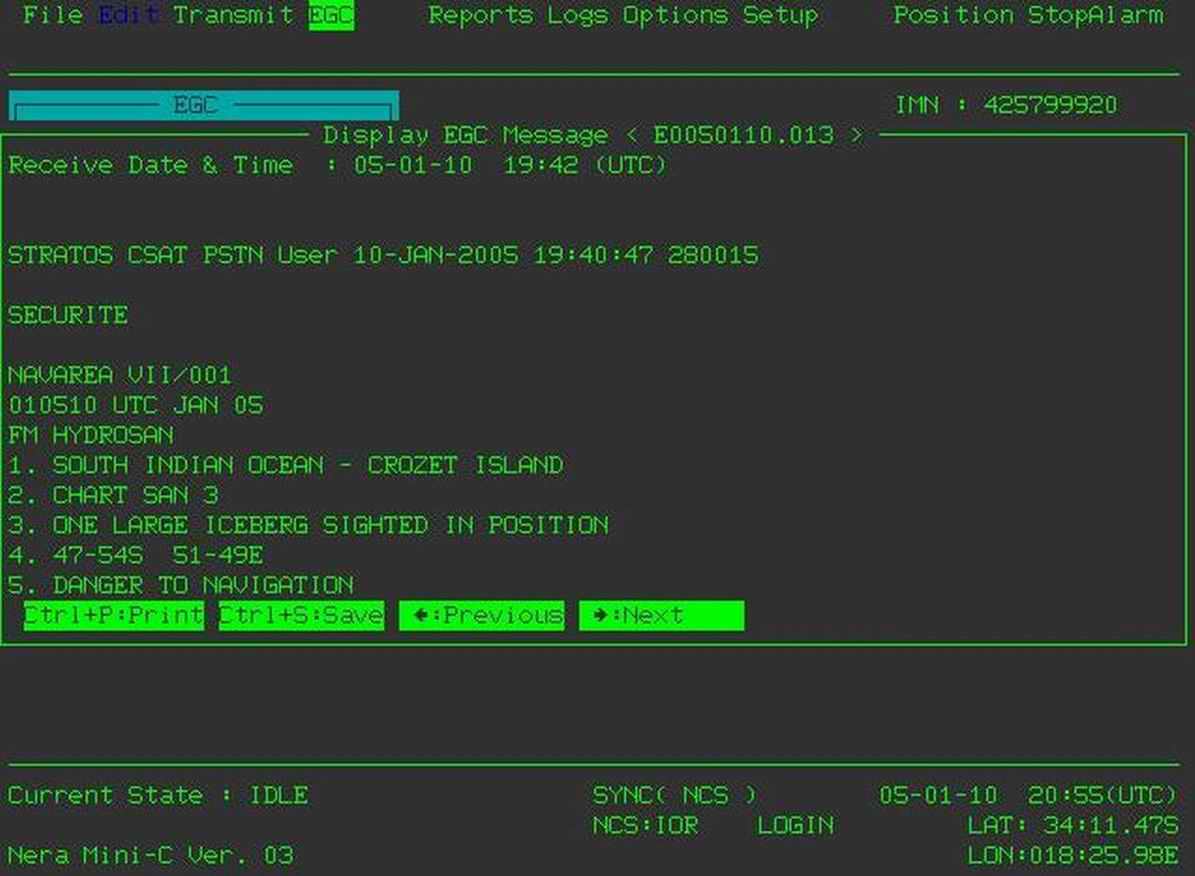 File Edit Transmit EGC Reports Logs Options Setup Position StopAlarm
EGC
IMN : 425799920
Display EGC Message < E0050110.013 >
Receive Date & Time : 05-01-10 19:42 (UTC)
STRATOS CSAT PSTN User 10-JAN-2005 19:40:47 280015
SECURITE
NAVAREA VII/001
010510 UTC JAN 05
FM HYDROSAN
1. SOUTH INDIAN OCEAN - CROZET ISLAND
2. CHART SAN 3
3. ONE LARGE ICEBERG SIGHTED IN POSITION
4. 47-54S 51-49E
5. DANGER TO NAVIGATION
Ctrl+P:Print Ctrl+S:Save ←:Previous →:Next
Current State : IDLE SYNC( NCS ) 05-01-10 20:55(UTC)
NCS:IOR LOGIN LAT: 34:11.47S
Nera Mini-C Ver. 03 LON:018:25.98E